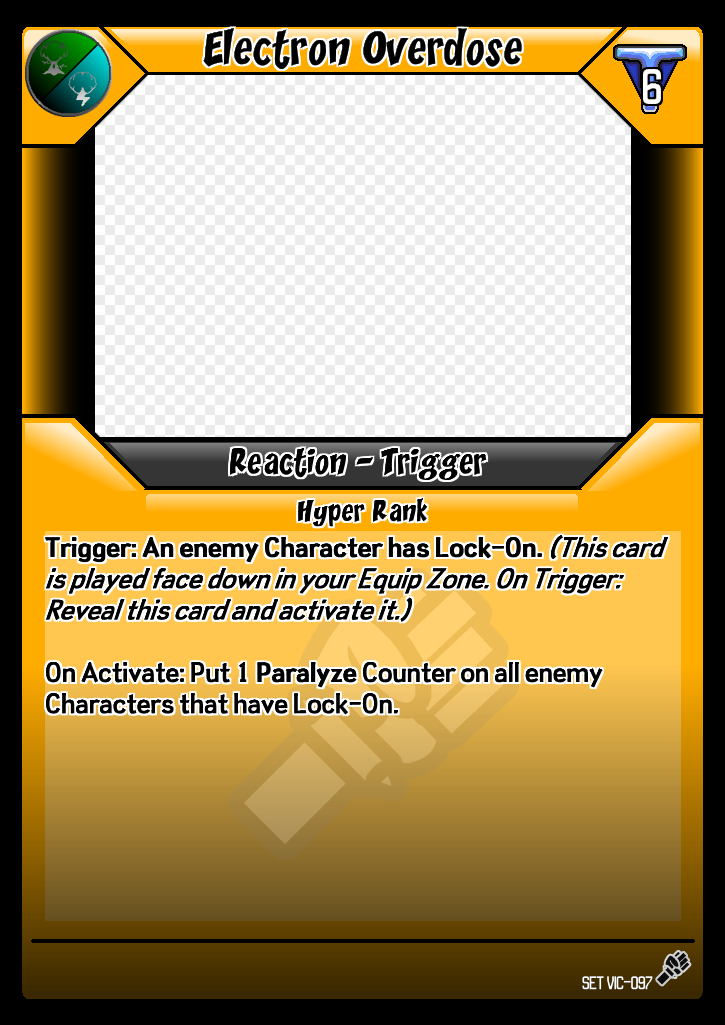 Electron Overdose
6
Reaction - Trigger
Hyper Rank
Trigger: An enemy Character has Lock-On. (This card
is played face down in your Equip Zone. On Trigger:
Reveal this card and activate it.)
On Activate: Put 1 Paralyze Counter on all enemy
Characters that have Lock-On.
SET VIC-097